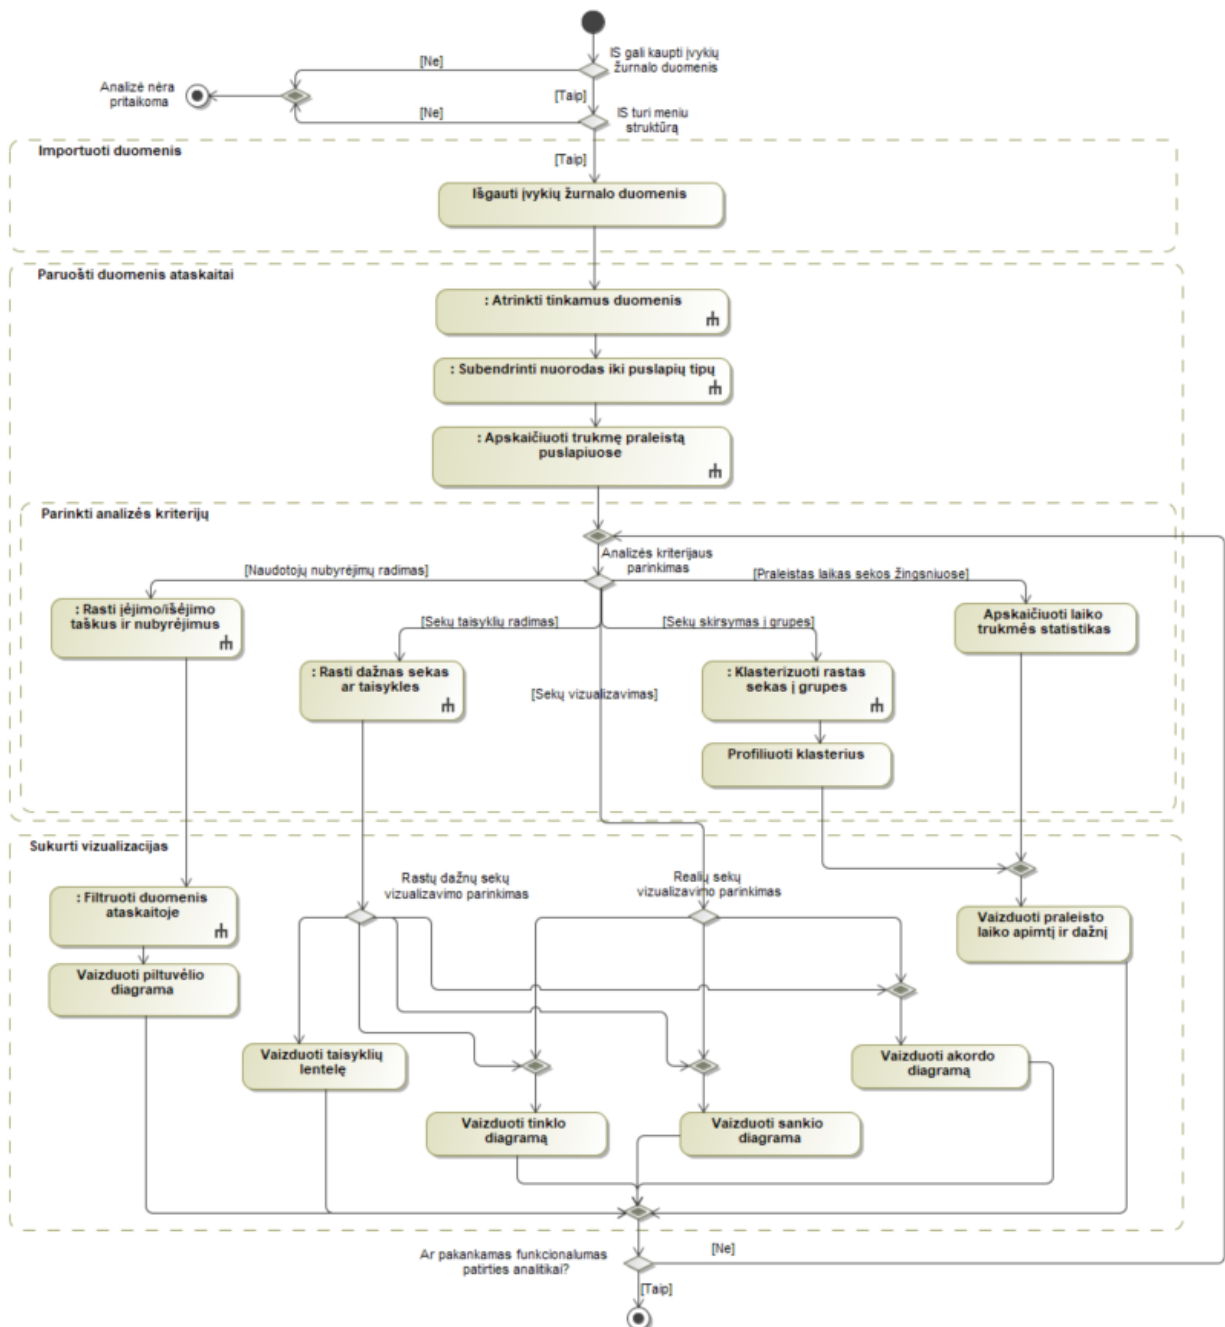 IS gali kaupti įvykių
žurnalo duomenis
[Ne]
Analizė nėra
pritaikoma
[Taip]
[Ne]
IS turi meniu
struktūrą
Importuoti duomenis
[Taip]
Išgauti įvykių žurnalo duomenis
Paruošti duomenis ataskaitai
: Atrinkti tinkamus duomenis
: Subendrinti nuorodas iki puslapių tipų
: Apskaičiuoti trukmę praleistą
puslapiuose
Parinkti analizės kriterijų
Analizės kriterijaus
parinkimas
[Naudotojų nubyrėjimų radimas]
[Praleistas laikas sekos žingsniuose]
: Rasti įėjimo/išėjimo
taškus ir nubyrėjimus
[Sekų taisyklių radimas]
[Sekų skirsymas į grupes]
Apskaičiuoti laiko
trukmės statistikas
: Rasti dažnas sekas
ar taisykles
[Sekų vizualizavimas]
: Klasterizuoti rastas
sekas į grupes
Profiliuoti klasterius
Sukurti vizualizacijas
Rastų dažnų sekų
vizualizavimo parinkimas
Realių sekų
vizualizavimo parinkimas
: Filtruoti duomenis
ataskaitoje
Vaizduoti praleisto
laiko apimtį ir dažnį
Vaizduoti piltuvėlio
diagrama
Vaizduoti taisyklių
lentelę
Vaizduoti akordo
diagramą
Vaizduoti tinklo
diagramą
Vaizduoti sankio
diagrama
Ar pakankamas funkcionalumas
patirties analitikai?
[Ne]
[Taip]